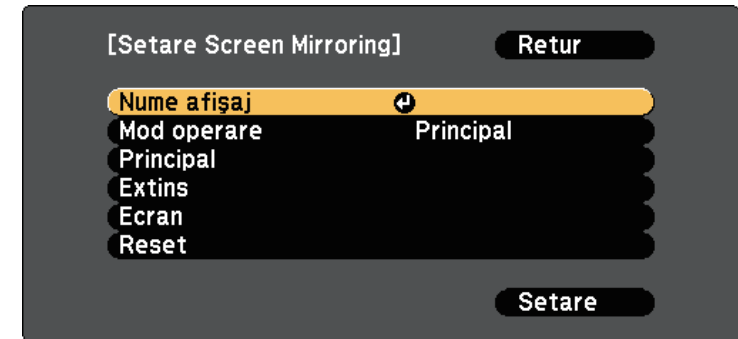 [Setare Screen Mirroring] Retur
Nume afişaj
Mod operare Principal
Principal
Extins
Ecran
Reset
Setare